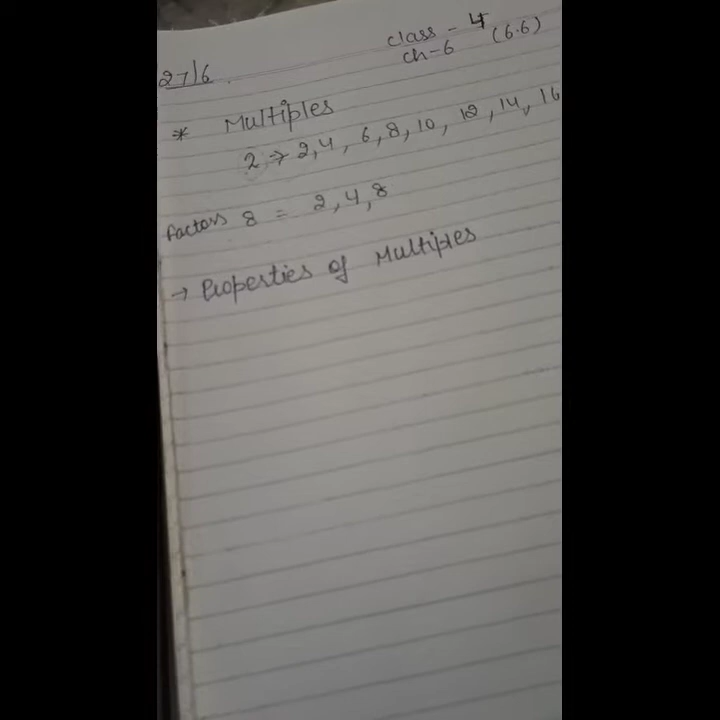 class - 4
ch-6 (6.6)
27/6
* Multiples
2 → 2,4, 6,8,10, 12,14, 16
factors 8 = 2,4,8
→ Properties of Multiples